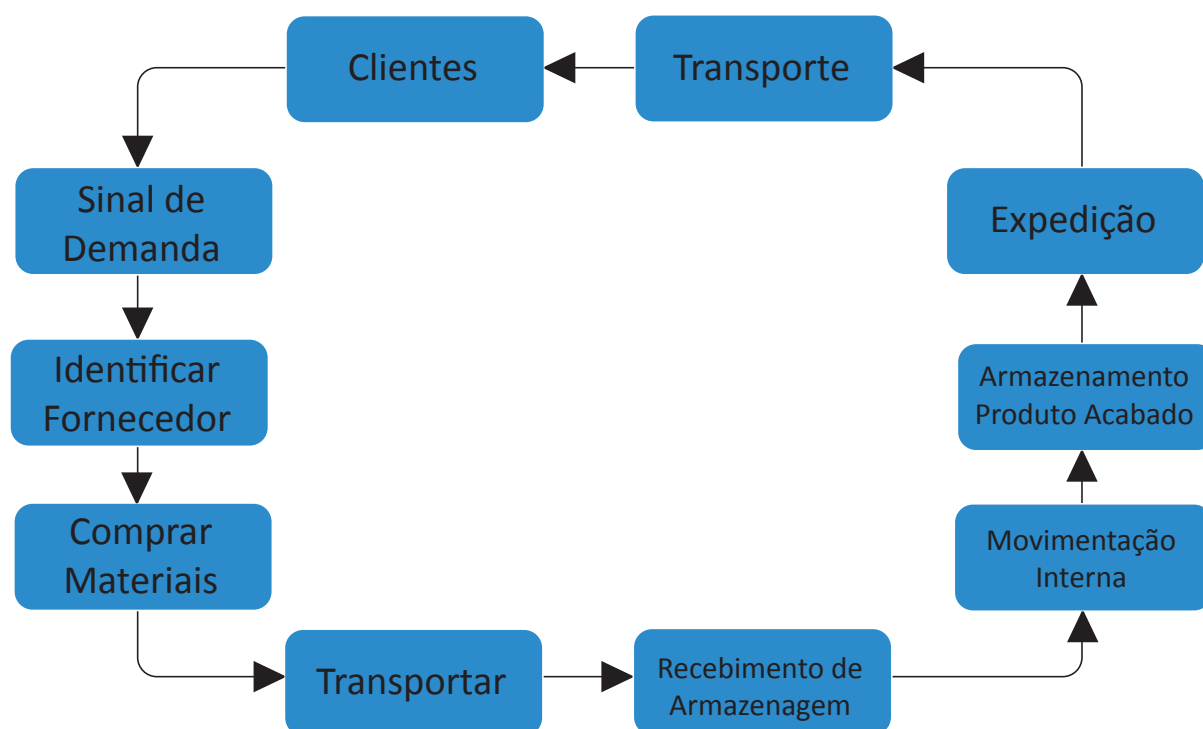 Clientes
Transporte
Sinal de
Demanda
Expedição
Identificar
Fornecedor
Armazenamento
Produto Acabado
Comprar
Materiais
Movimentação
Interna
Transportar
Recebimento de
Armazenagem